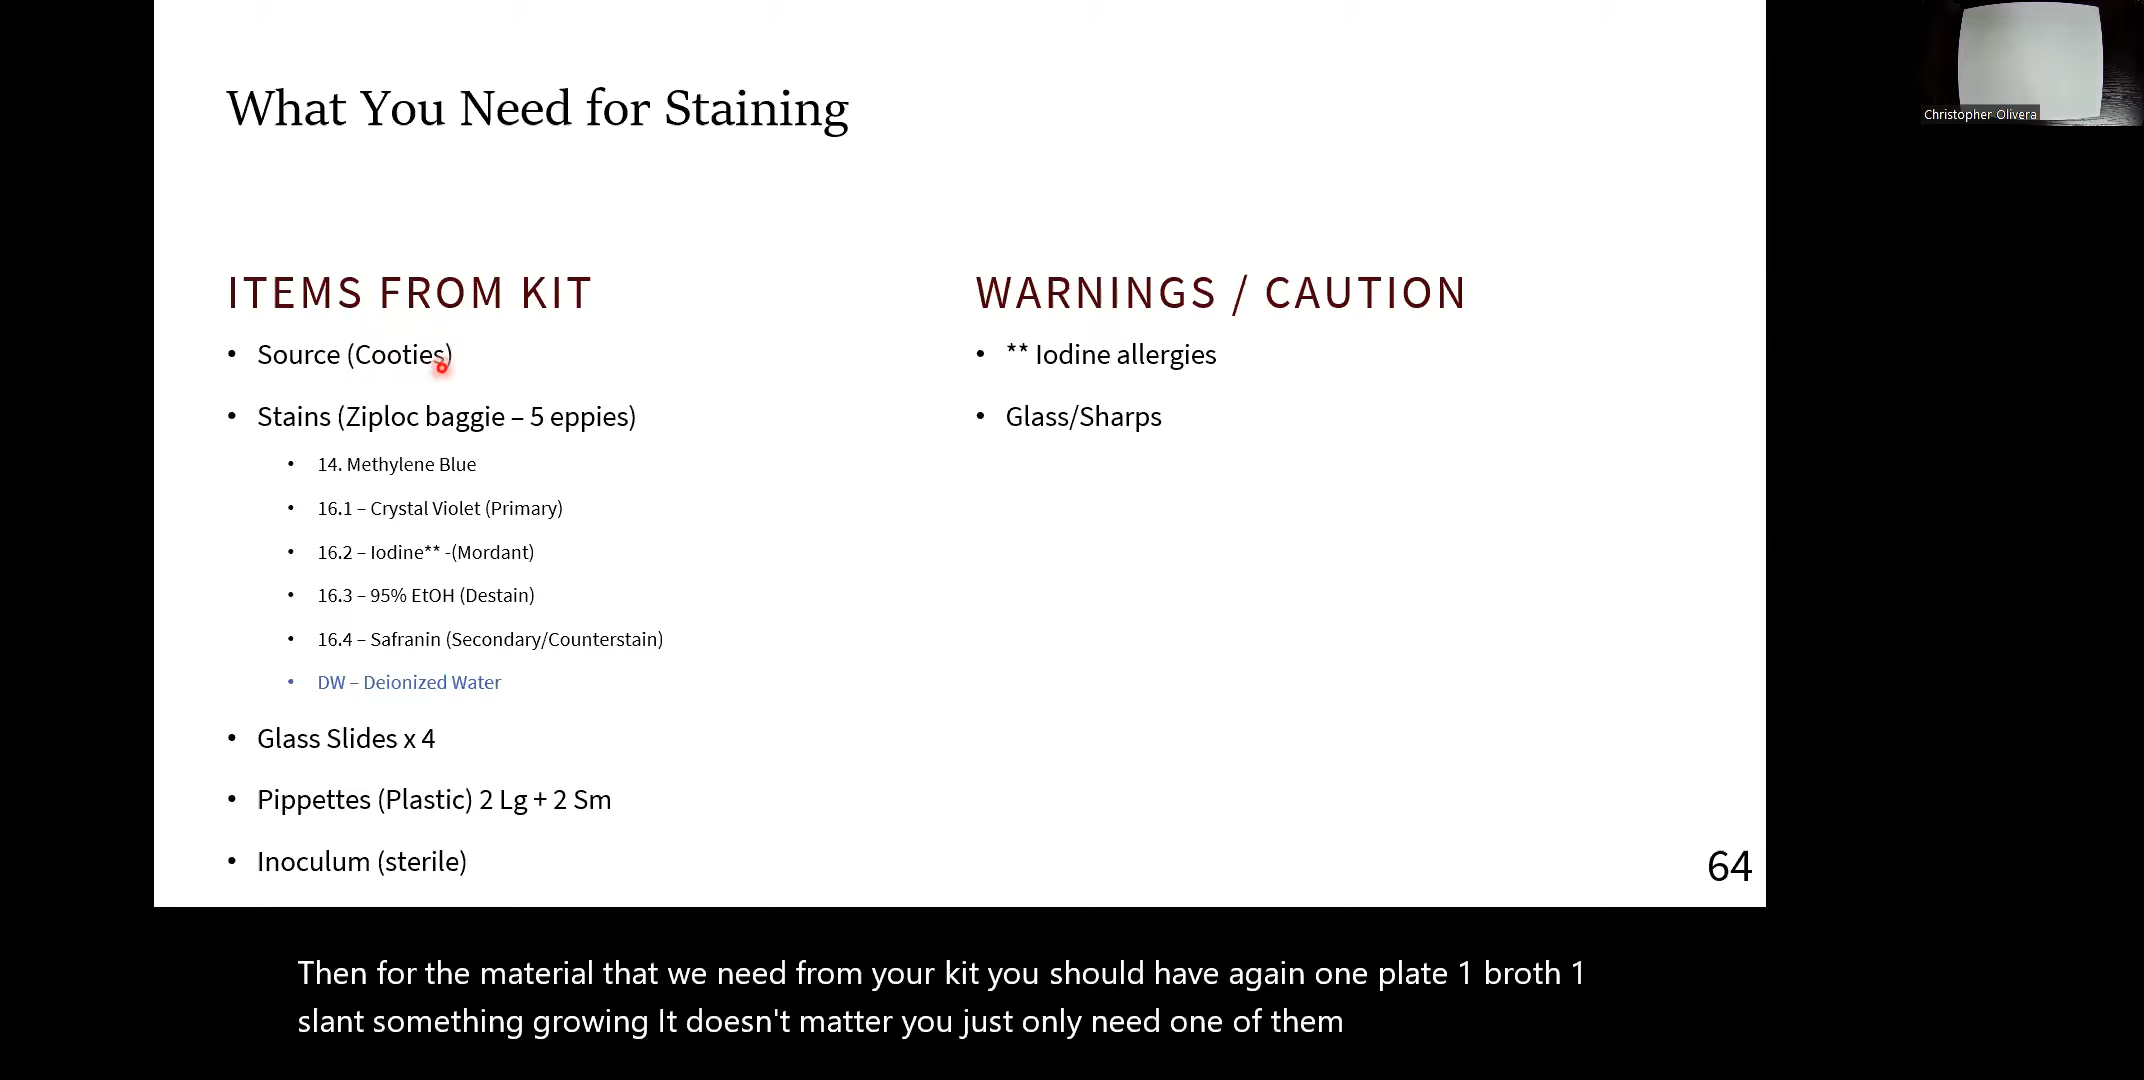 What You Need for Staining
Christopher Olivera
ITEMS FROM KIT
• Source (Cooties)
• Stains (Ziploc baggie – 5 eppies)
• 14. Methylene Blue
• 16.1 – Crystal Violet (Primary)
• 16.2 – Iodine** -(Mordant)
• 16.3 – 95% EtOH (Destain)
• 16.4 – Safranin (Secondary/Counterstain)
• DW – Deionized Water
• Glass Slides x 4
• Pippettes (Plastic) 2 Lg + 2 Sm
• Inoculum (sterile)
WARNINGS / CAUTION
• ** Iodine allergies
• Glass/Sharps
64
Then for the material that we need from your kit you should have again one plate 1 broth 1
slant something growing It doesn't matter you just only need one of them